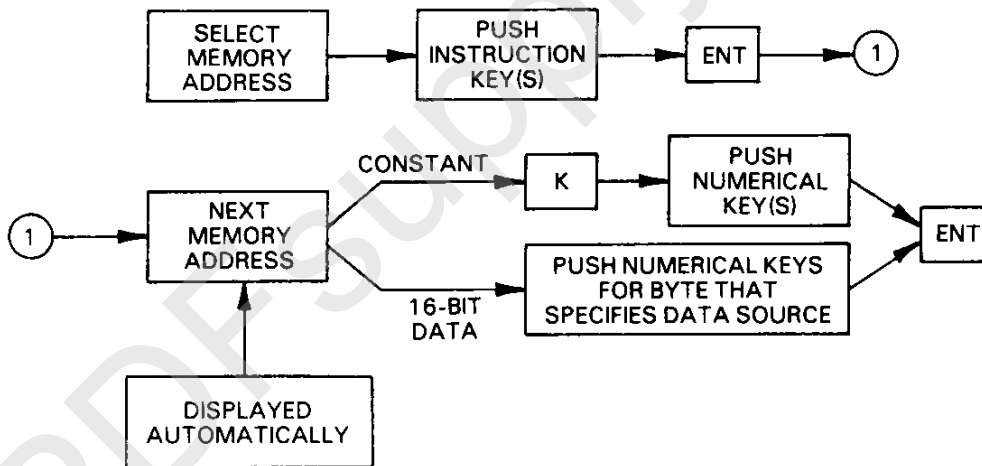 SELECT
MEMORY
ADDRESS
PUSH
INSTRUCTION
KEY(S)
ENT
1
1
NEXT
MEMORY
ADDRESS
CONSTANT
K
PUSH
NUMERICAL
KEY(S)
16-BIT
DATA
PUSH NUMERICAL KEYS
FOR BYTE THAT
SPECIFIES DATA SOURCE
ENT
DISPLAYED
AUTOMATICALLY
PDFsupply